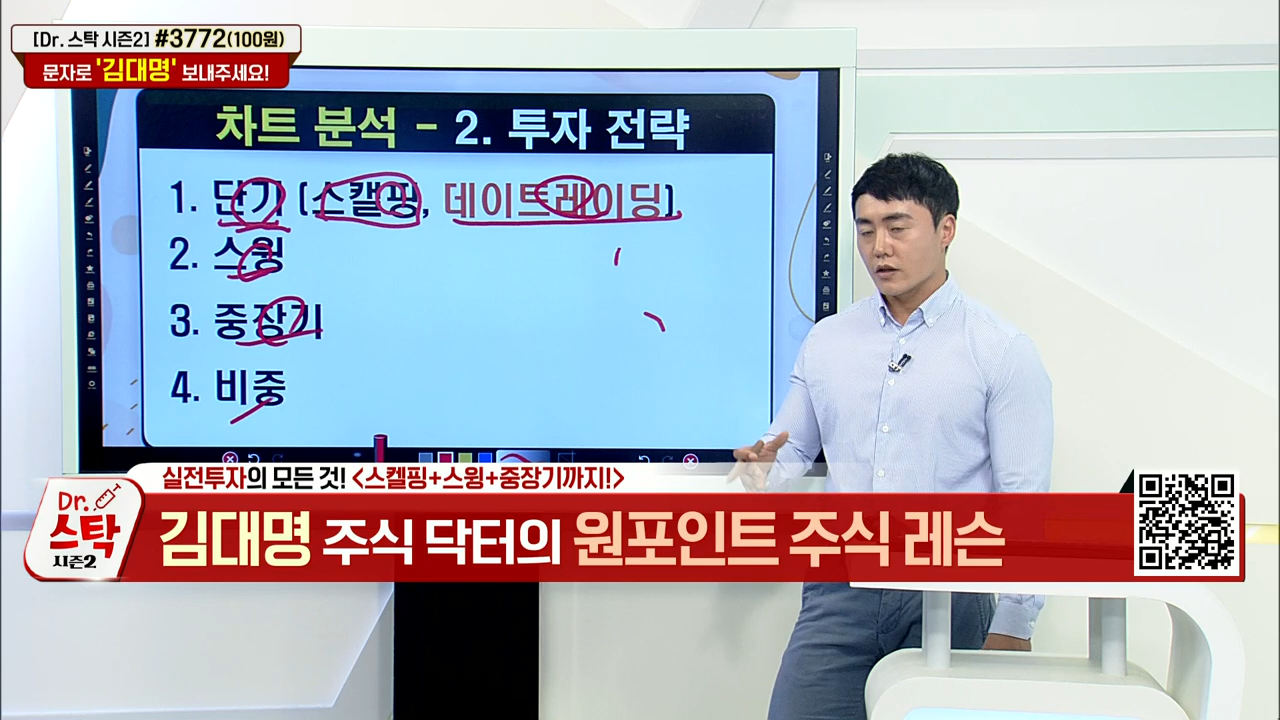 [Dr. 스탁 시즌2] #3772(100원)
문자로 '김대명' 보내주세요!
차트 분석 - 2. 투자 전략
1. 단기 (스캘핑, 데이트레이딩)
2. 스윙
3. 중장기
4. 비중
실전투자의 모든 것! <스켈핑+스윙+중장기까지!>
Dr.
스탁
시즌2
김대명 주식 닥터의 원포인트 주식 레슨